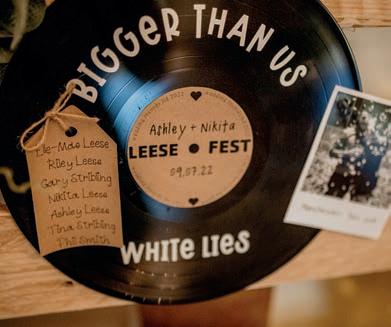 BIGGER THAN US
Ashley + Nikita
LEESE FEST
09.07.22
WHITE LIES
Elle-Mae Leese
Riley Leese
Gary Stribling
Nikita Leese
Ashley Leese
Tina Stribling
Phil Smith